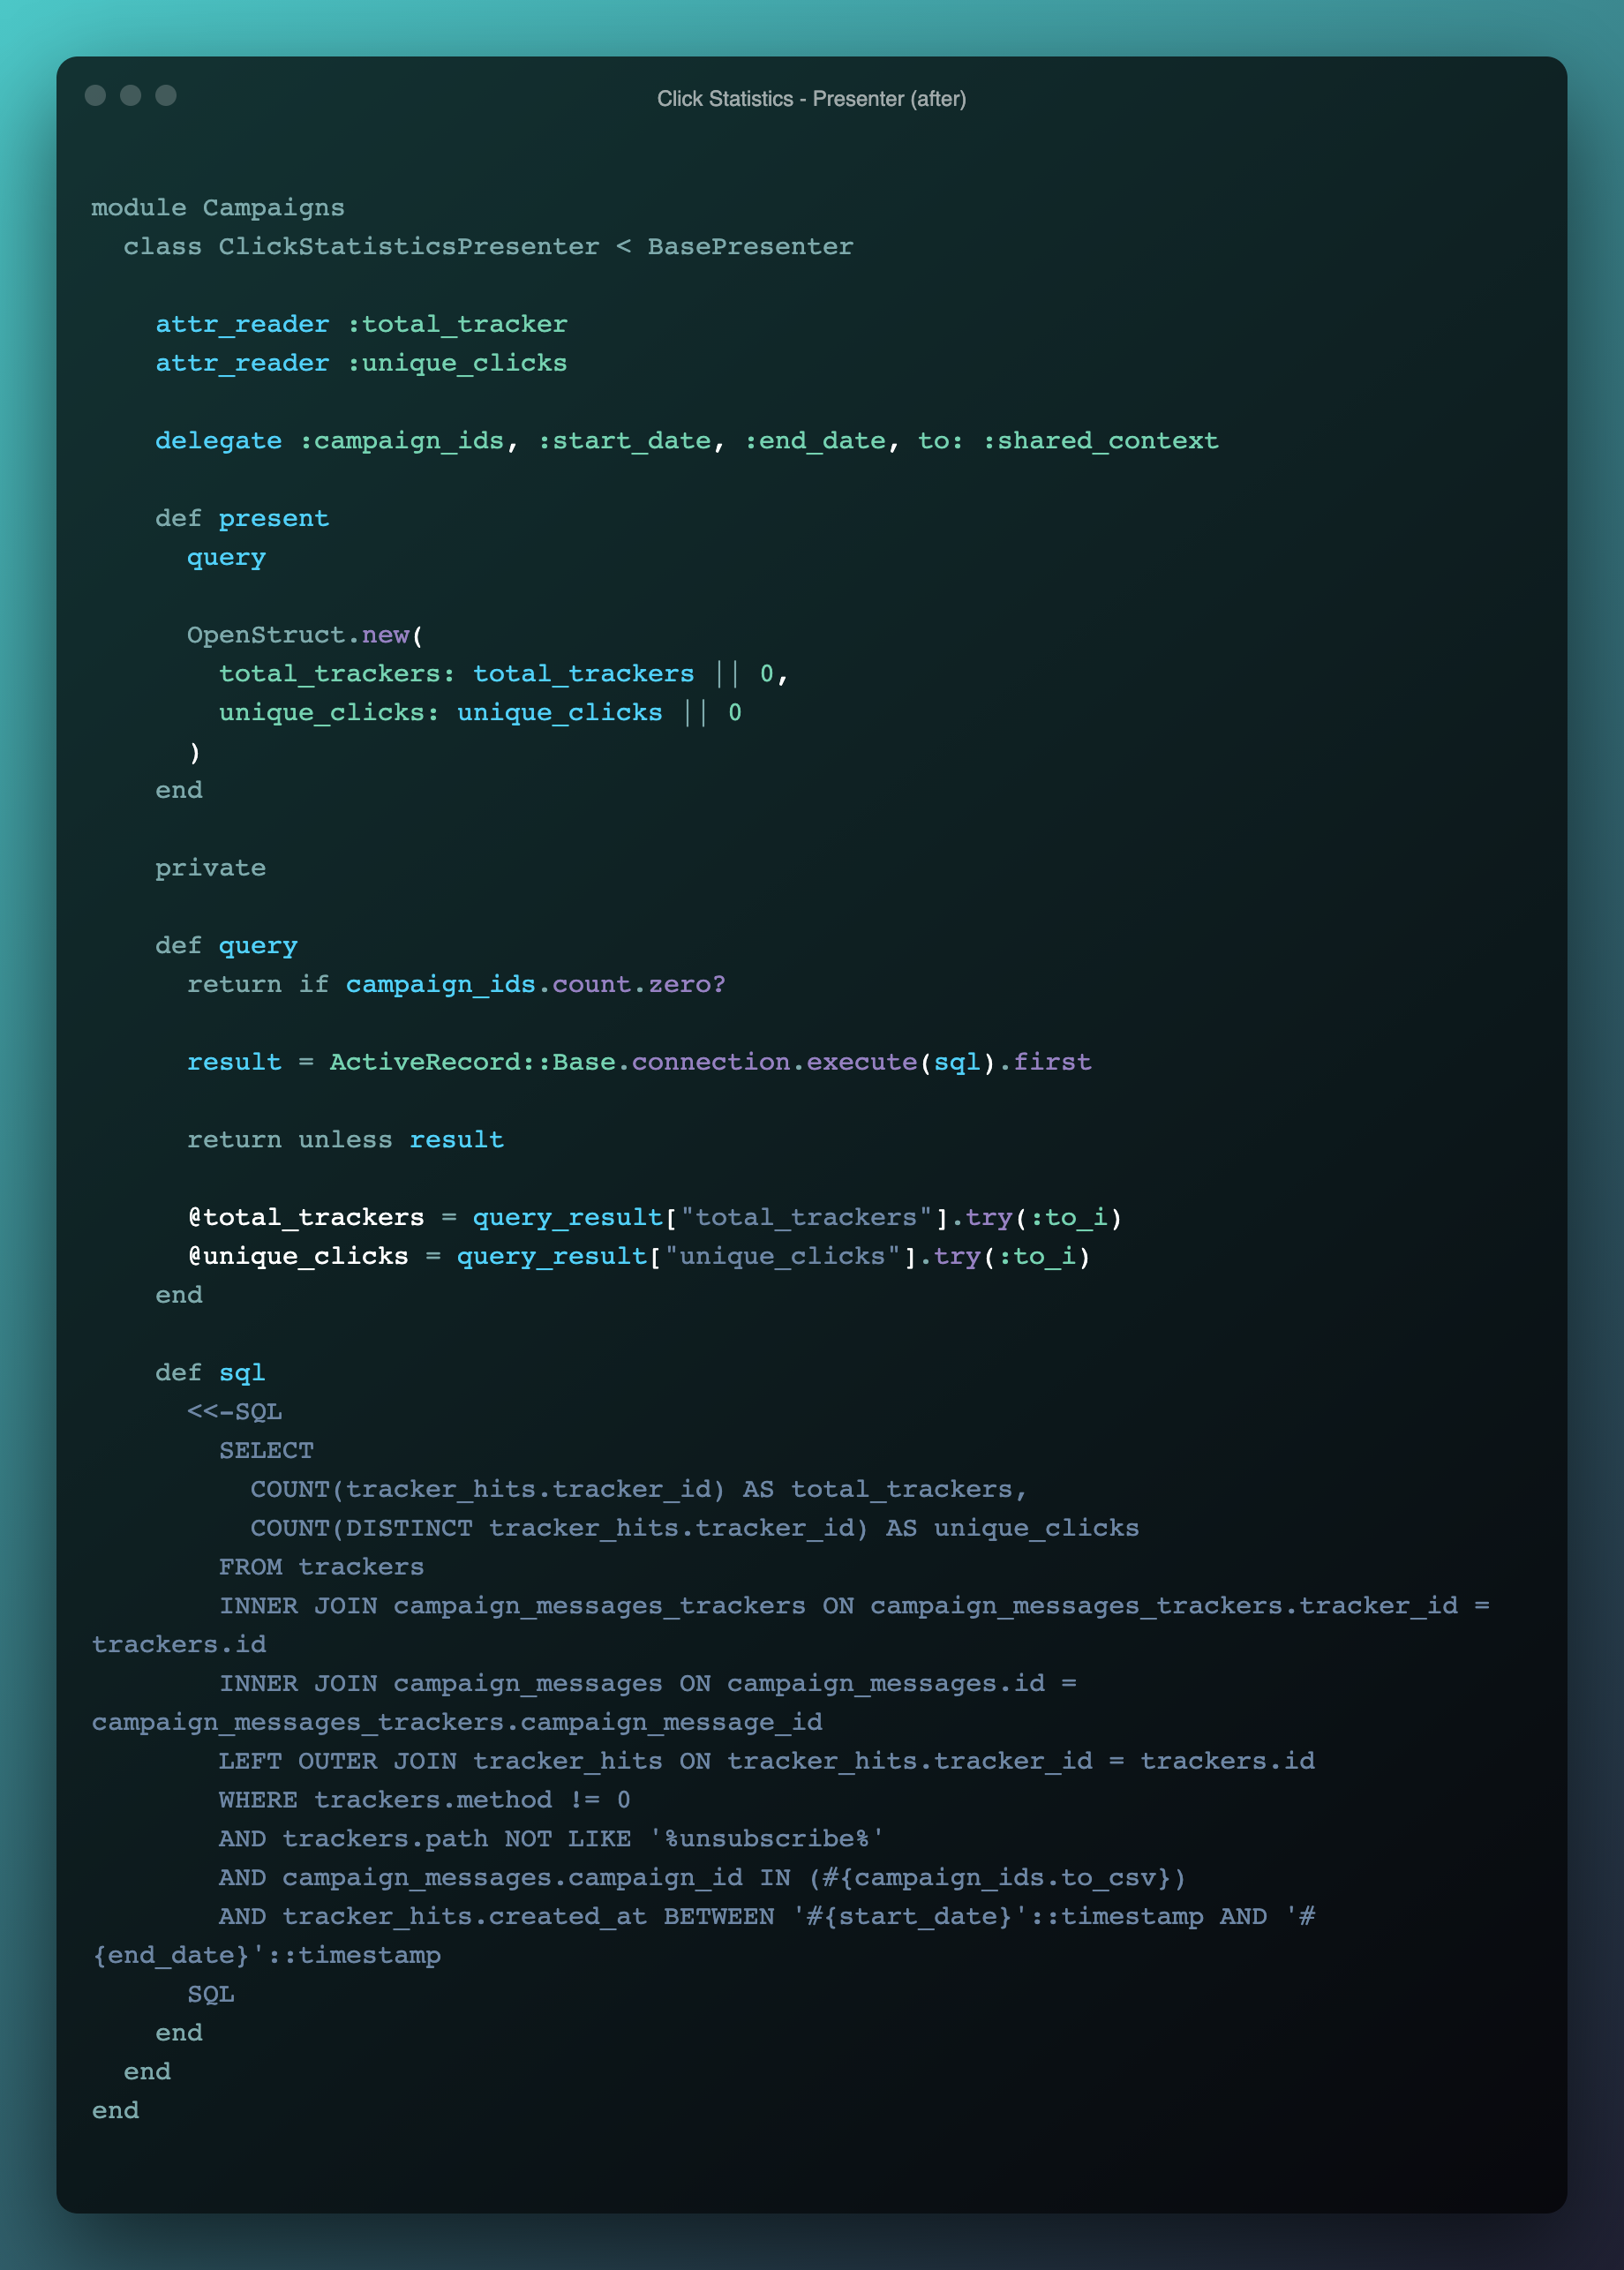 Click Statistics - Presenter (after)
module Campaigns
  class ClickStatisticsPresenter < BasePresenter
    attr_reader :total_tracker
    attr_reader :unique_clicks
    delegate :campaign_ids, :start_date, :end_date, to: :shared_context
    def present
      query
      OpenStruct.new(
        total_trackers: total_trackers || 0,
        unique_clicks: unique_clicks || 0
      )
    end
    private
    def query
      return if campaign_ids.count.zero?
      result = ActiveRecord::Base.connection.execute(sql).first
      return unless result
      @total_trackers = query_result["total_trackers"].try(:to_i)
      @unique_clicks = query_result["unique_clicks"].try(:to_i)
    end
    def sql
      <<-SQL
        SELECT
          COUNT(tracker_hits.tracker_id) AS total_trackers,
          COUNT(DISTINCT tracker_hits.tracker_id) AS unique_clicks
        FROM trackers
        INNER JOIN campaign_messages_trackers ON campaign_messages_trackers.tracker_id =
trackers.id
        INNER JOIN campaign_messages ON campaign_messages.id =
campaign_messages_trackers.campaign_message_id
        LEFT OUTER JOIN tracker_hits ON tracker_hits.tracker_id = trackers.id
        WHERE trackers.method != 0
        AND trackers.path NOT LIKE '%unsubscribe%'
        AND campaign_messages.campaign_id IN (#{campaign_ids.to_csv})
        AND tracker_hits.created_at BETWEEN '#{start_date}'::timestamp AND '#
{end_date}'::timestamp
      SQL
    end
  end
end